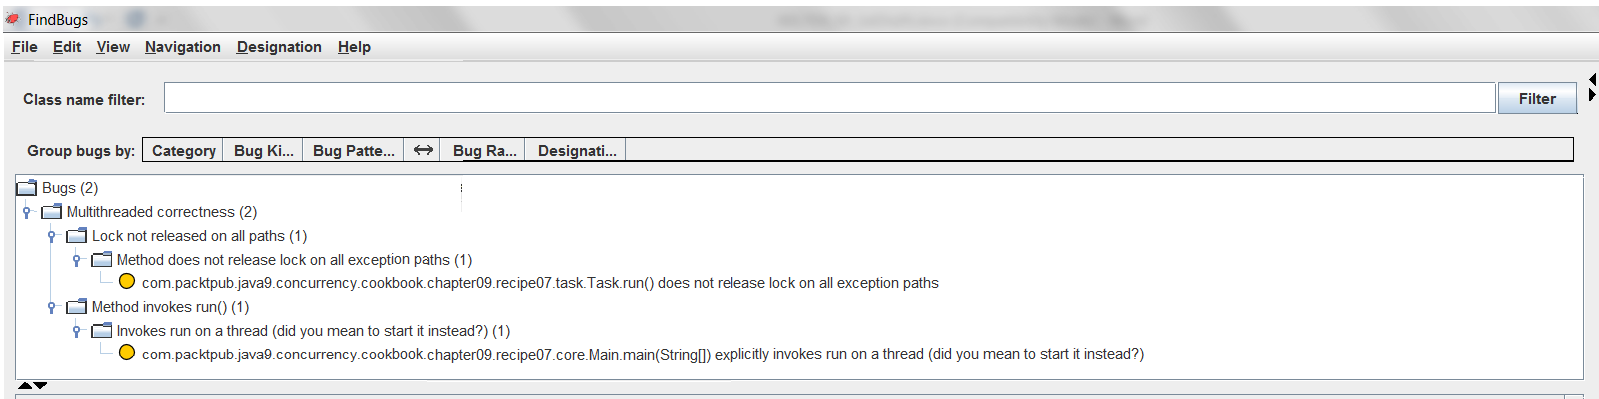 FindBugs
File Edit View Navigation Designation Help
Class name filter: Filter
Group bugs by: Category Bug Ki... Bug Patte... Bug Ra... Designati...
Bugs (2)
Multithreaded correctness (2)
Lock not released on all paths (1)
Method does not release lock on all exception paths (1)
com.packtpub.java9.concurrency.cookbook.chapter09.recipe07.task.Task.run() does not release lock on all exception paths
Method invokes run() (1)
Invokes run on a thread (did you mean to start it instead?) (1)
com.packtpub.java9.concurrency.cookbook.chapter09.recipe07.core.Main.main(String[]) explicitly invokes run on a thread (did you mean to start it instead?)